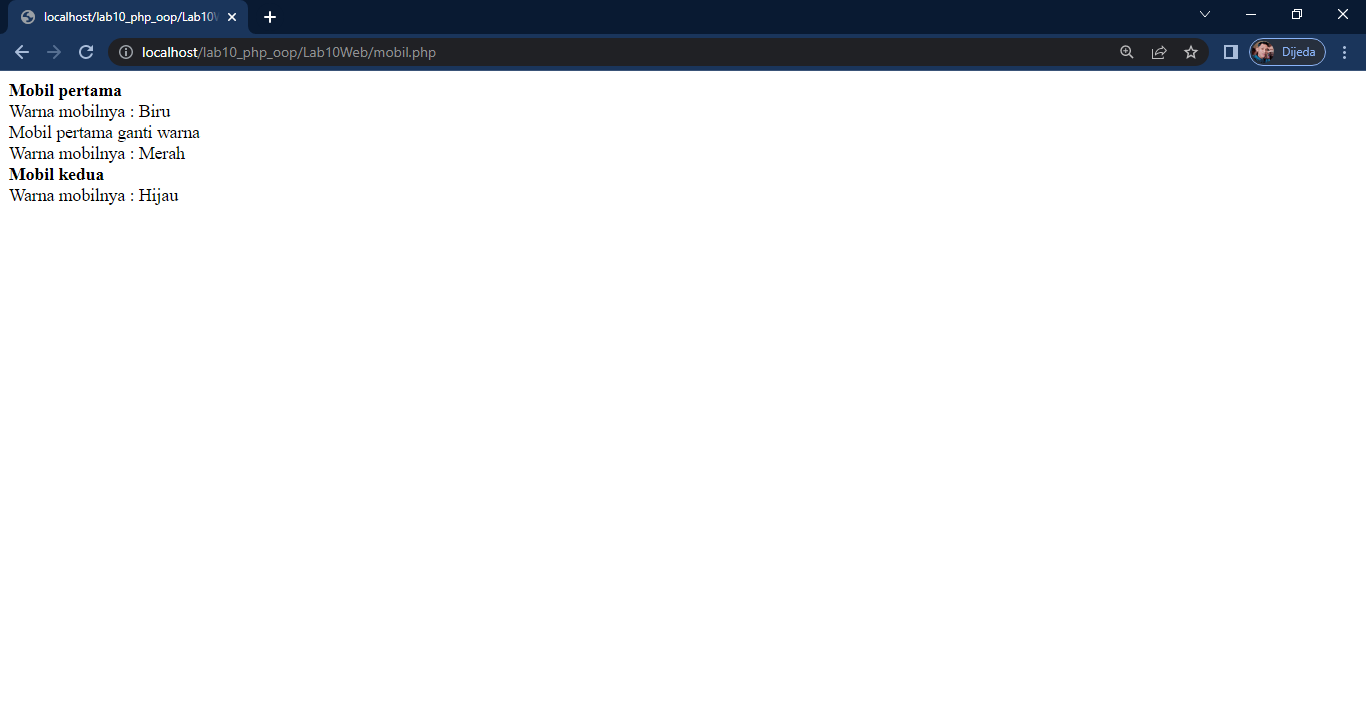 localhost/lab10_php_oop/Lab10W
localhost/lab10_php_oop/Lab10Web/mobil.php
Dijeda
Mobil pertama
Warna mobilnya : Biru
Mobil pertama ganti warna
Warna mobilnya : Merah
Mobil kedua
Warna mobilnya : Hijau